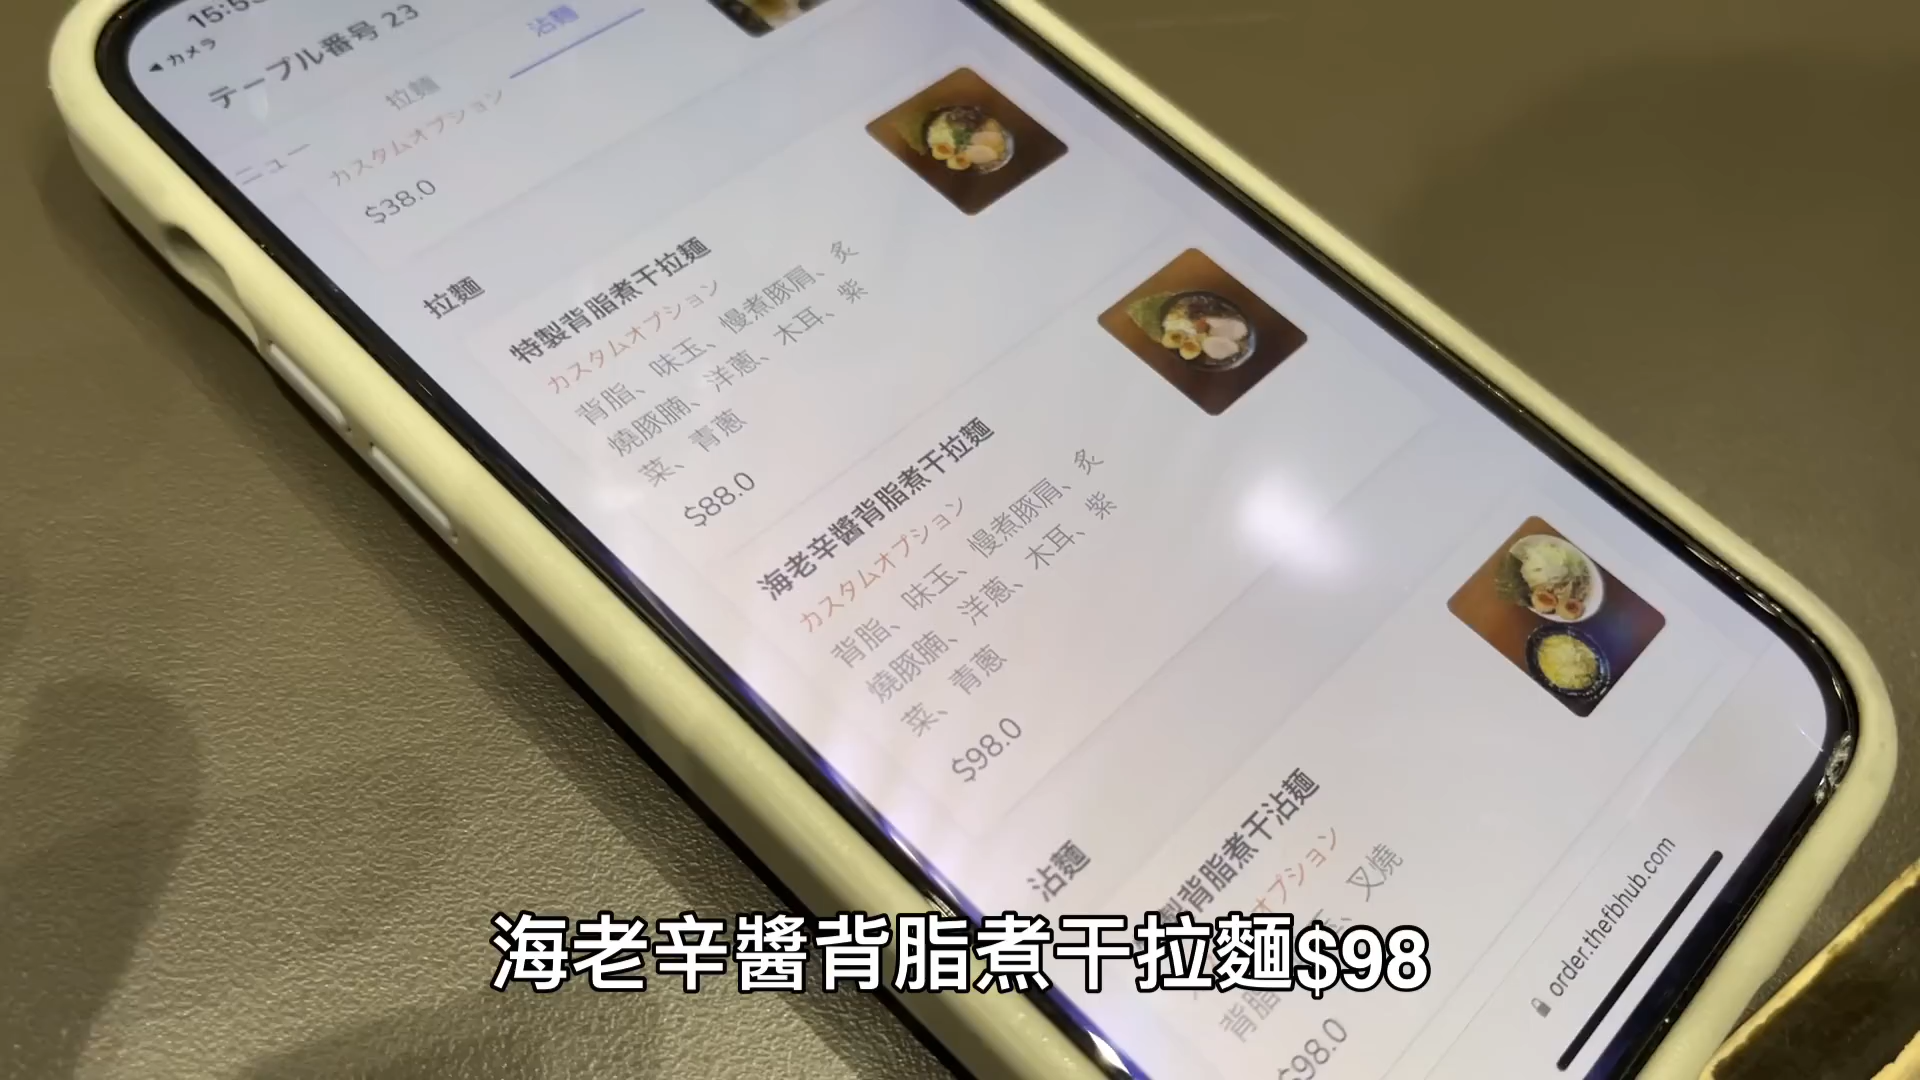 15:5
◀カメラ
テーブル番号 23
拉麵
沾麵
ニュー
カスタムオプション
$38.0
拉麵
特製背脂煮干拉麵
カスタムオプション
背脂、味玉、慢煮豚肩、炙
燒豚腩、洋蔥、木耳、紫
菜、青蔥
$88.0
海老辛醬背脂煮干拉麵
カスタムオプション
背脂、味玉、慢煮豚肩、炙
燒豚腩、洋蔥、木耳、紫
菜、青蔥
$98.0
沾麵
製背脂煮干沾麵
オプション
、叉燒
背脂
$98.0
order.thefbhub.com
海老辛醬背脂煮干拉麵$98